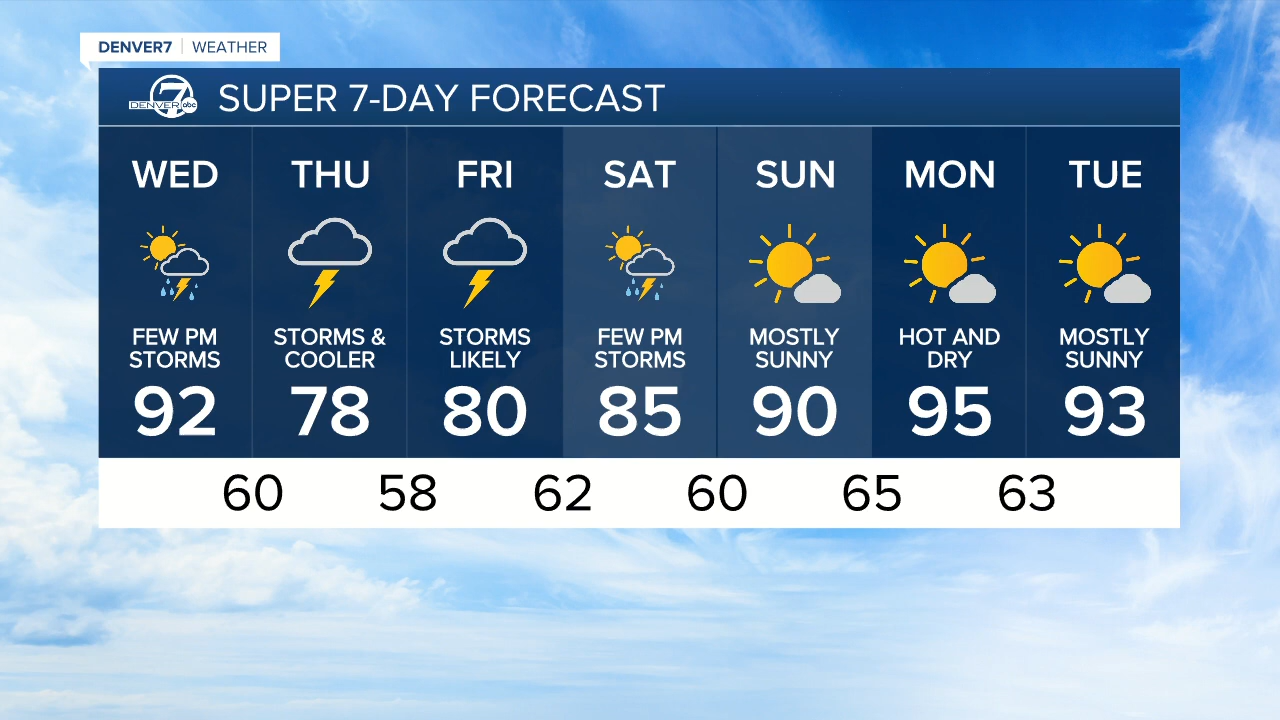 DENVER7 | WEATHER
DENVER 7 abc
SUPER 7-DAY FORECAST
WED THU FRI SAT SUN MON TUE
FEW PM STORMS & STORMS FEW PM MOSTLY HOT AND MOSTLY
STORMS COOLER LIKELY STORMS SUNNY DRY SUNNY
92 78 80 85 90 95 93
60 58 62 60 65 63